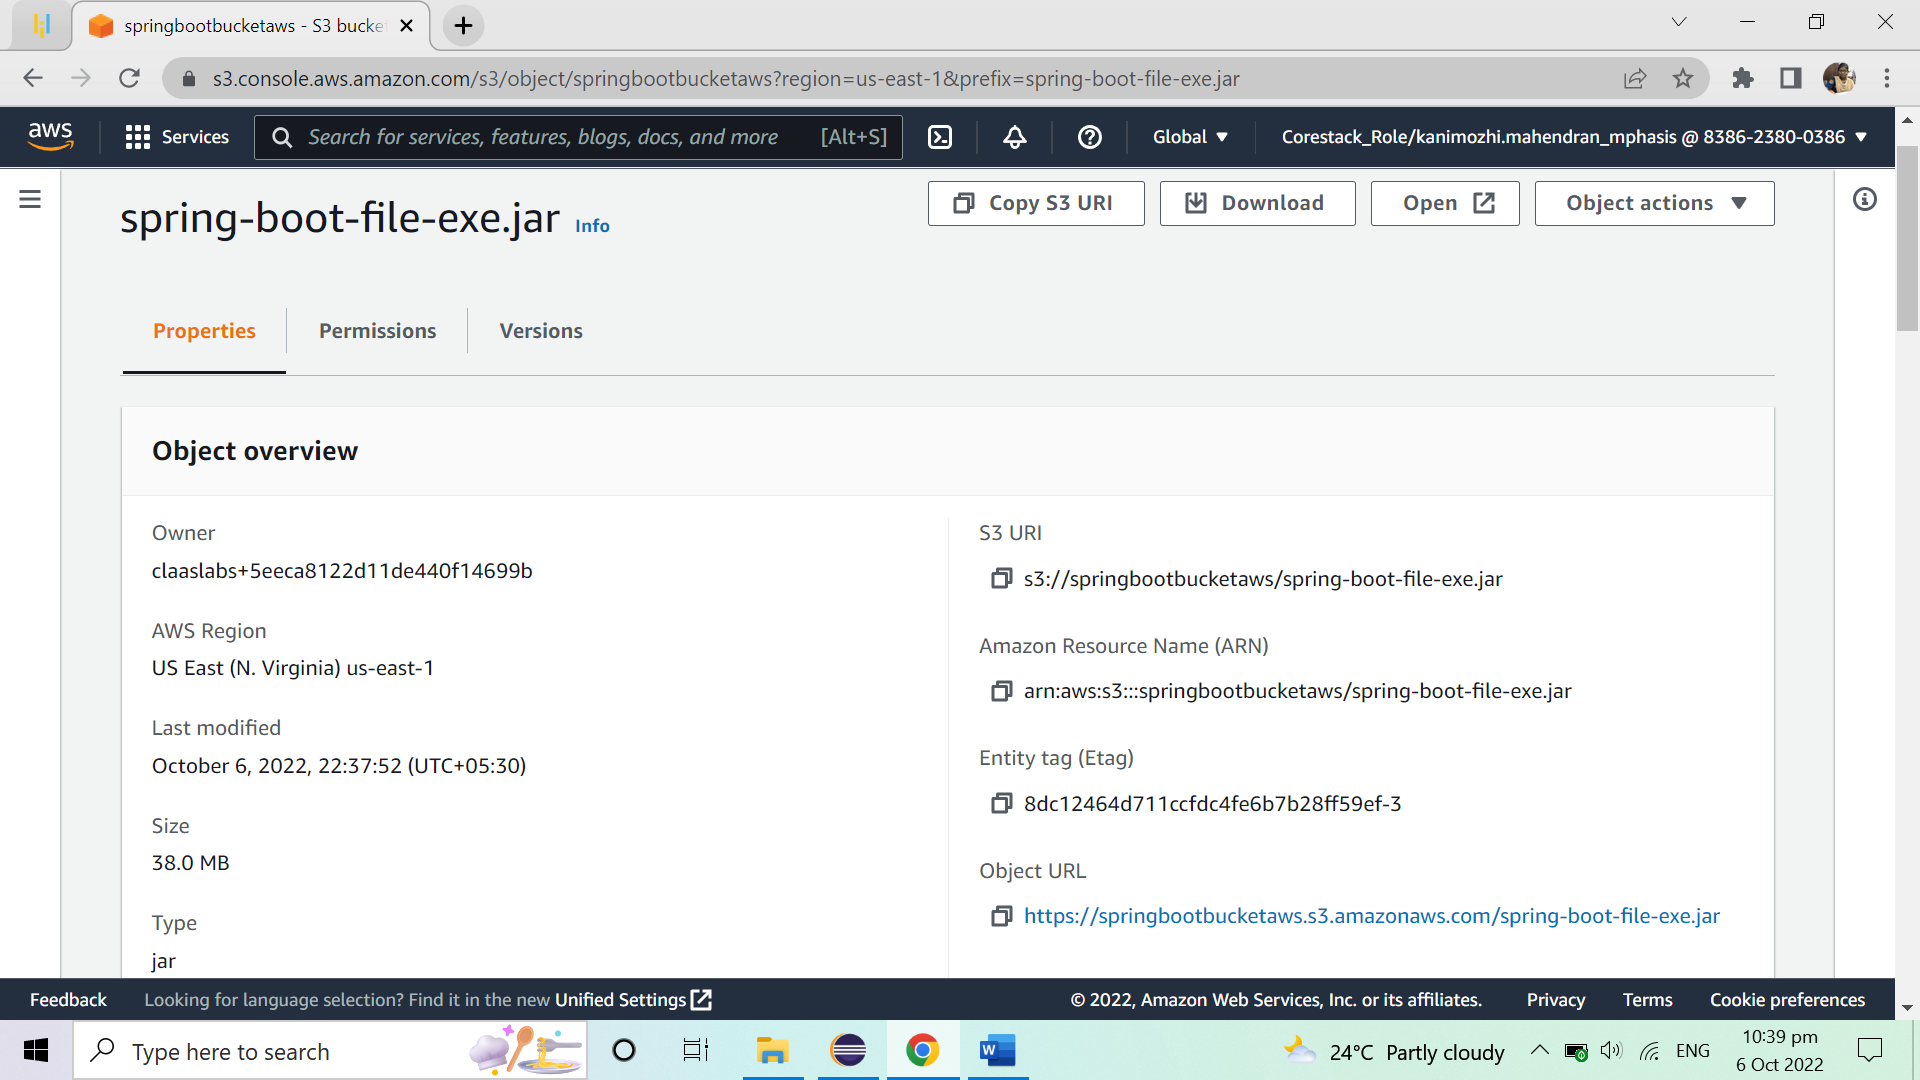 springbootbucketaws - S3 bucke
s3.console.aws.amazon.com/s3/object/springbootbucketaws?region=us-east-1&prefix=spring-boot-file-exe.jar
aws Services Search for services, features, blogs, docs, and more [Alt+S] Global Corestack_Role/kanimozhi.mahendran_mphasis @ 8386-2380-0386
spring-boot-file-exe.jar Info Copy S3 URI Download Open Object actions
Properties Permissions Versions
Object overview
Owner
claaslabs+5eeca8122d11de440f14699b
AWS Region
US East (N. Virginia) us-east-1
Last modified
October 6, 2022, 22:37:52 (UTC+05:30)
Size
38.0 MB
Type
jar
S3 URI
s3://springbootbucketaws/spring-boot-file-exe.jar
Amazon Resource Name (ARN)
arn:aws:s3:::springbootbucketaws/spring-boot-file-exe.jar
Entity tag (Etag)
8dc12464d711ccfdc4fe6b7b28ff59ef-3
Object URL
https://springbootbucketaws.s3.amazonaws.com/spring-boot-file-exe.jar
Feedback Looking for language selection? Find it in the new Unified Settings © 2022, Amazon Web Services, Inc. or its affiliates. Privacy Terms Cookie preferences
Type here to search W 24°C Partly cloudy ENG 10:39 pm
6 Oct 2022